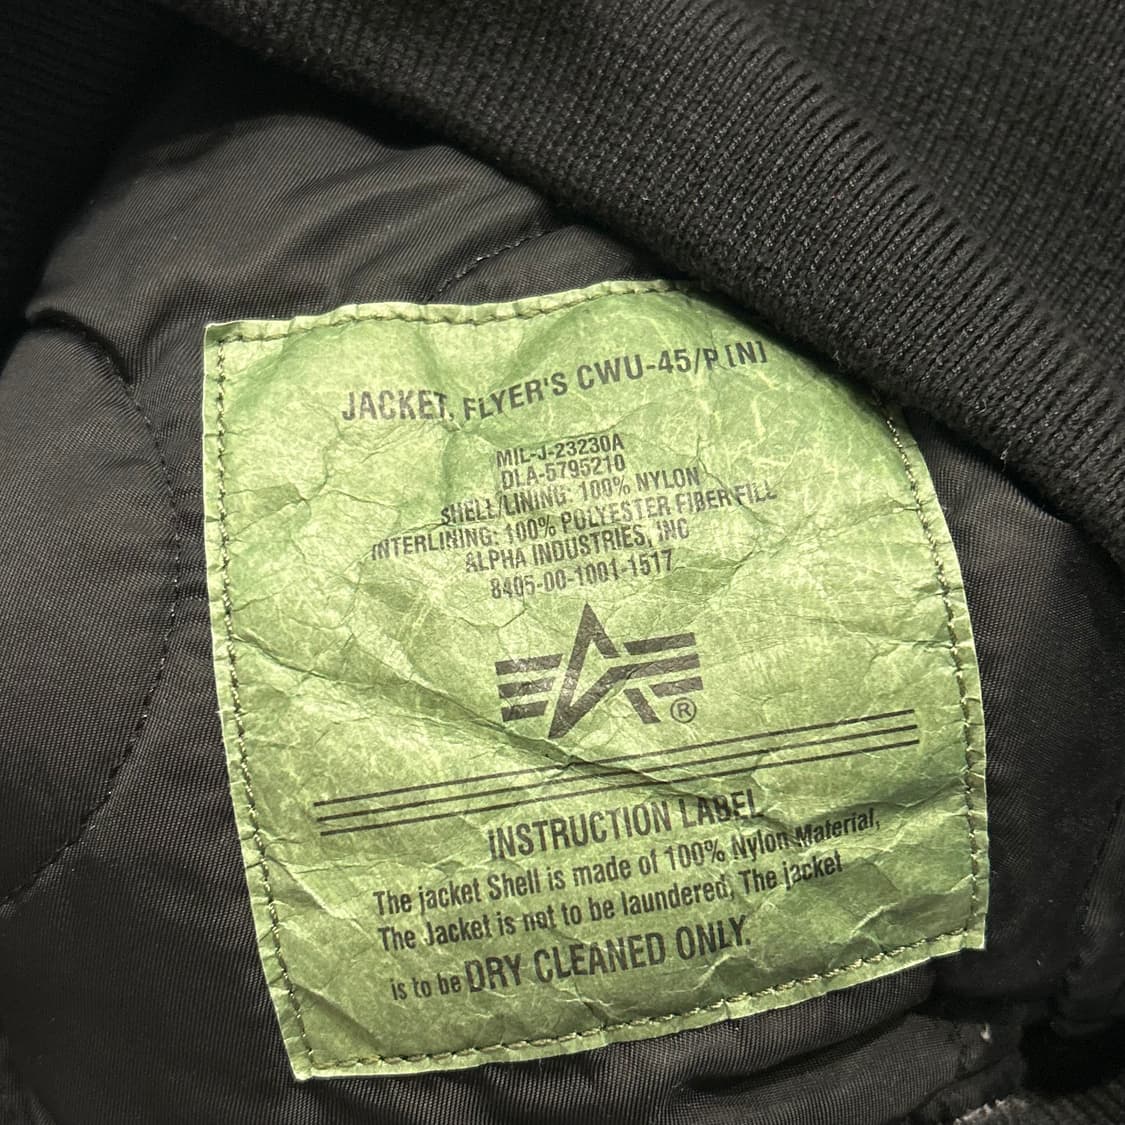 JACKET, FLYER'S CWU-45/P [N]
MIL-J-23230A
DLA-5795210
SHELL/LINING: 100% NYLON
INTERLINING: 100% POLYESTER FIBER FILL
ALPHA INDUSTRIES, INC
8405-00-1001-1517
®
INSTRUCTION LABEL
The jacket Shell is made of 100% Nylon Material,
The Jacket is not to be laundered, The jacket
is to be DRY CLEANED ONLY.